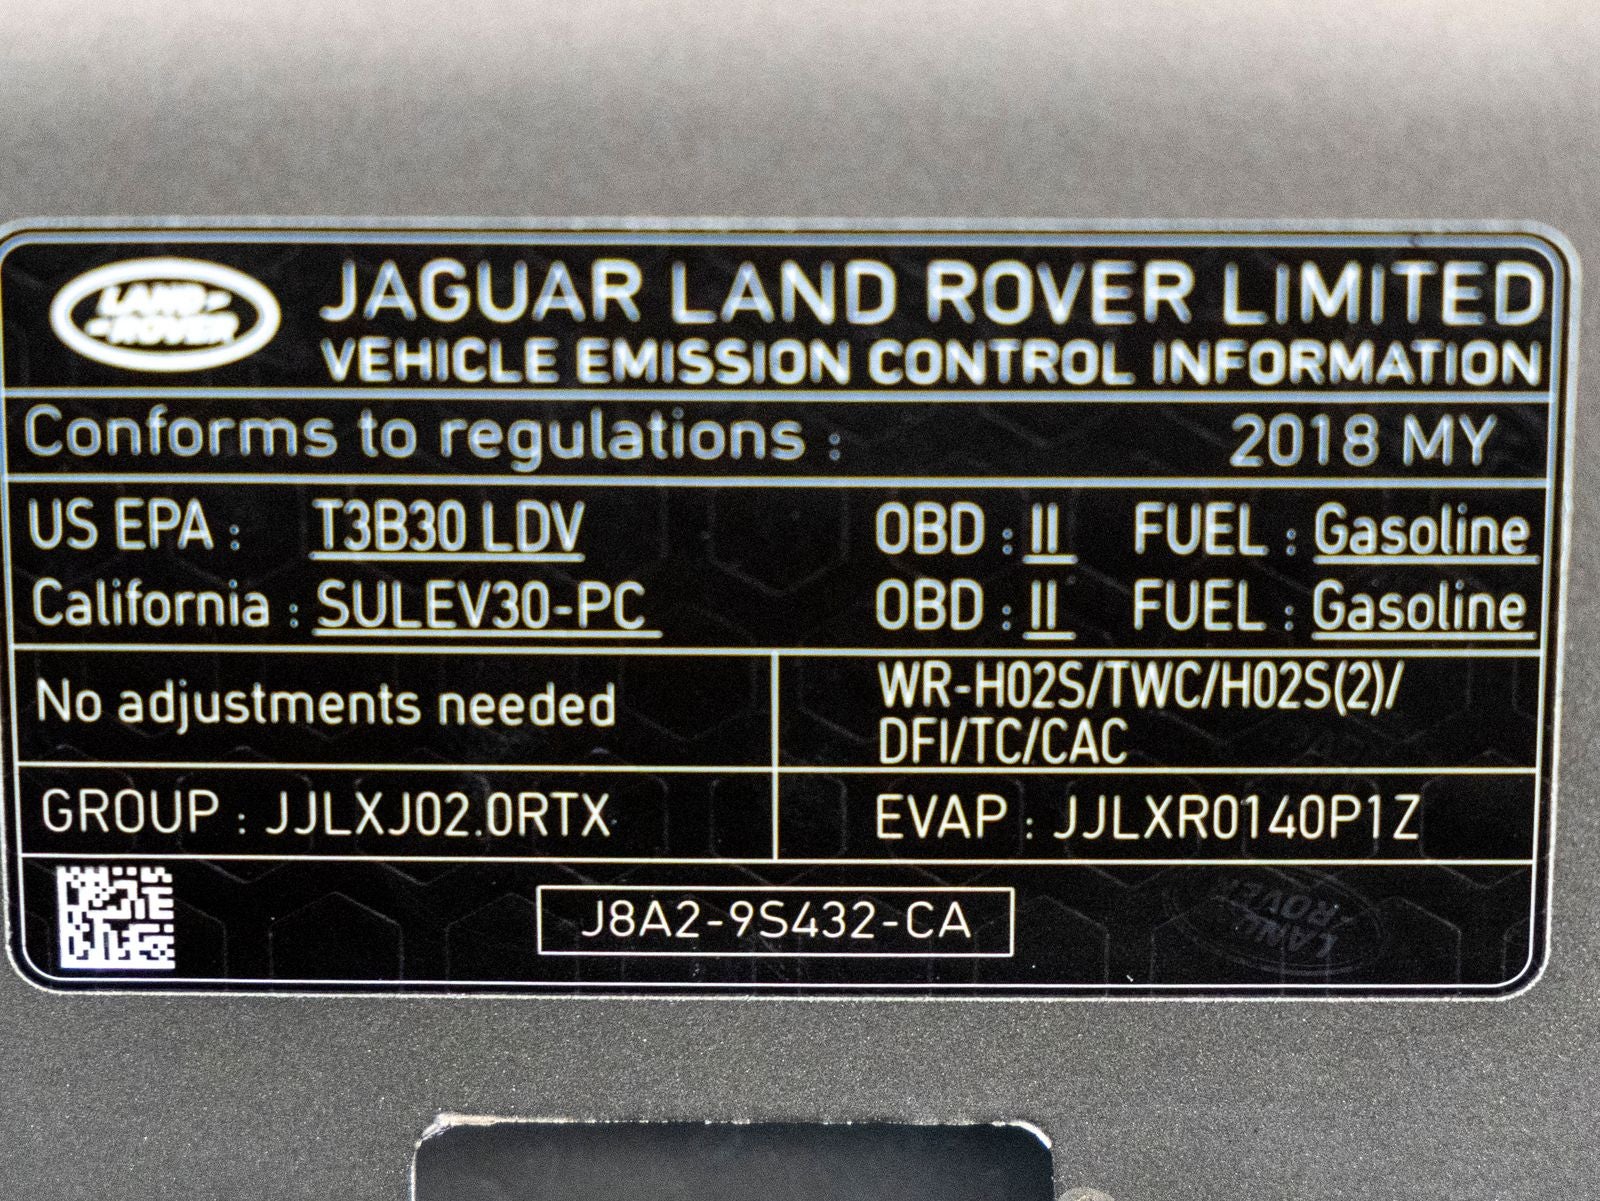 LAND-
-ROVER
JAGUAR LAND ROVER LIMITED
VEHICLE EMISSION CONTROL INFORMATION
Conforms to regulations : 2018 MY
US EPA : T3B30 LDV OBD : II FUEL : Gasoline
California : SULEV30-PC OBD : II FUEL : Gasoline
No adjustments needed
WR-HO2S/TWC/HO2S(2)/
DFI/TC/CAC
GROUP : JJLXJ02.0RTX
EVAP : JJLXR0140P1Z
J8A2-9S432-CA
LAND-
-ROVER